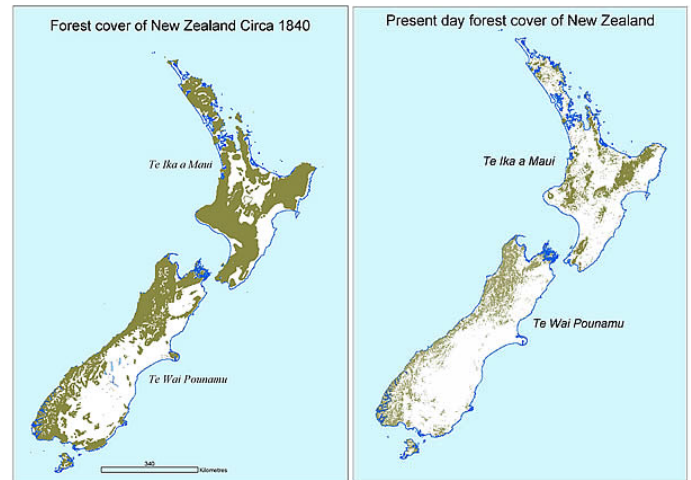 Forest cover of New Zealand Circa 1840
Te Ika a Maui
Te Wai Pounamu
340
Kilometres
Present day forest cover of New Zealand
Te Ika a Maui
Te Wai Pounamu